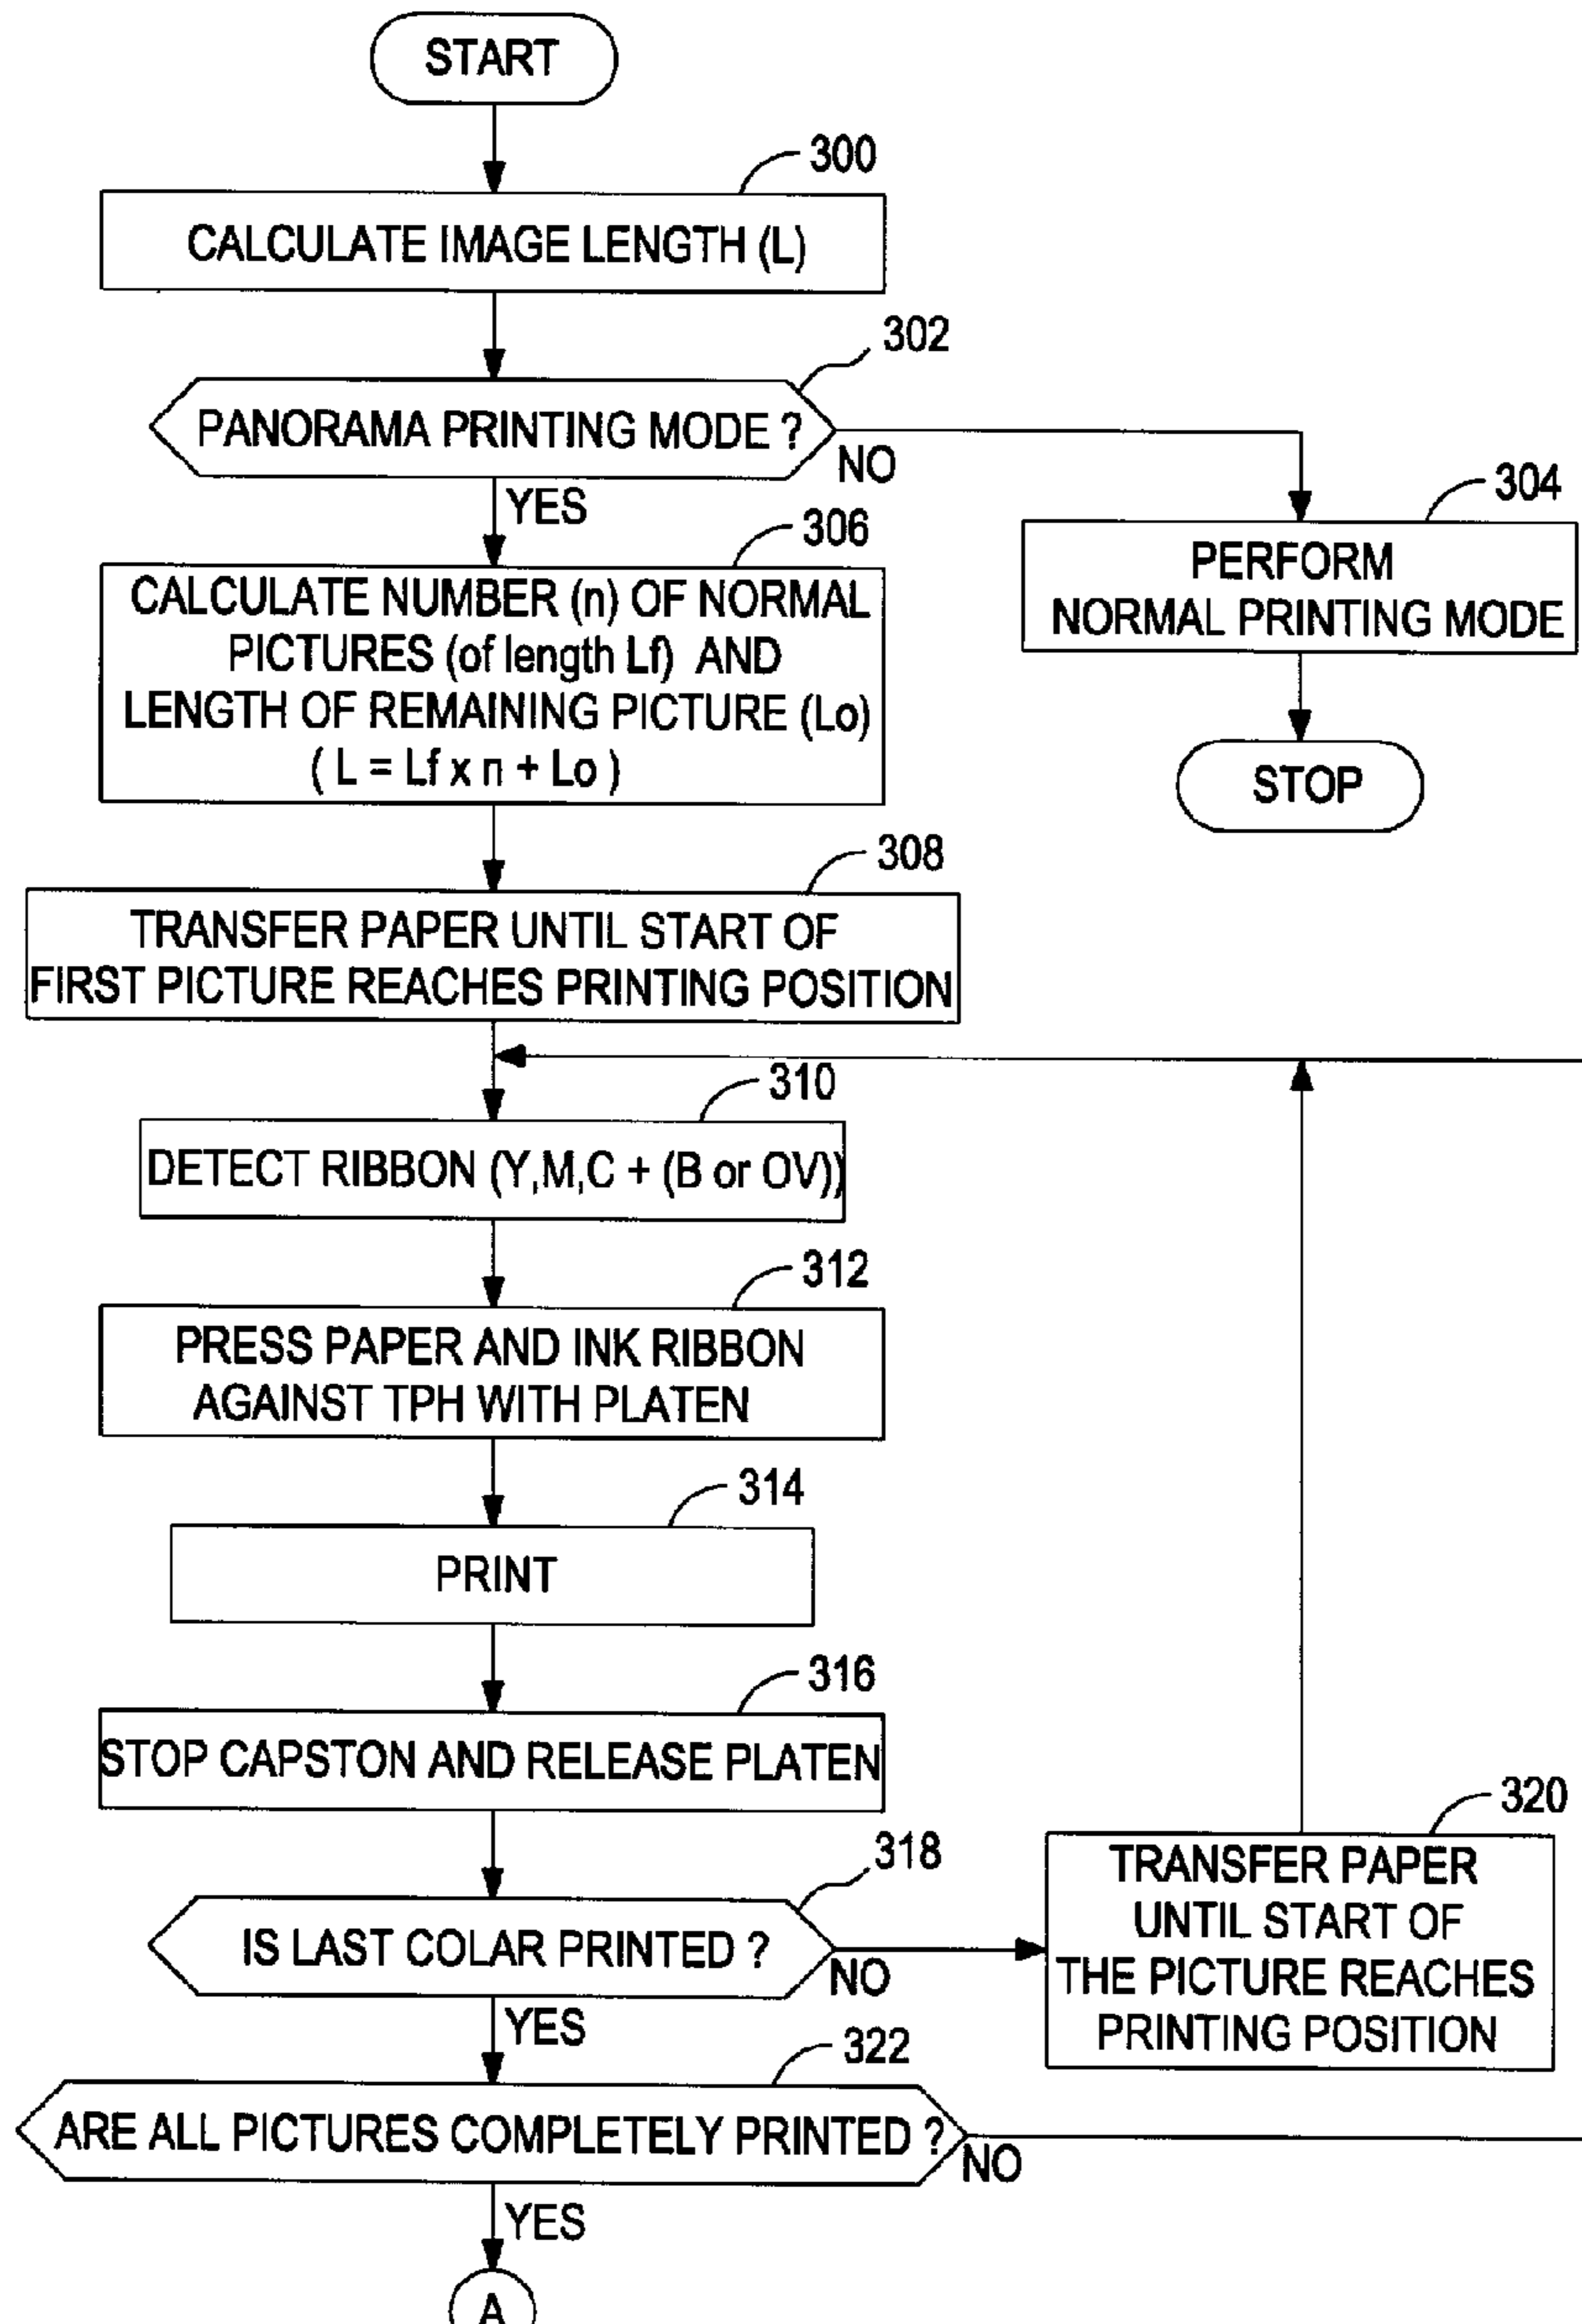 START
300
CALCULATE IMAGE LENGTH (L)
302
PANORAMA PRINTING MODE ?
NO
YES
304
PERFORM
NORMAL PRINTING MODE
STOP
306
CALCULATE NUMBER (n) OF NORMAL
PICTURES (of length Lf) AND
LENGTH OF REMAINING PICTURE (Lo)
( L = Lf x n + Lo )
308
TRANSFER PAPER UNTIL START OF
FIRST PICTURE REACHES PRINTING POSITION
310
DETECT RIBBON (Y,M,C + (B or OV))
312
PRESS PAPER AND INK RIBBON
AGAINST TPH WITH PLATEN
314
PRINT
316
STOP CAPSTON AND RELEASE PLATEN
318
IS LAST COLAR PRINTED ?
NO
YES
320
TRANSFER PAPER
UNTIL START OF
THE PICTURE REACHES
PRINTING POSITION
322
ARE ALL PICTURES COMPLETELY PRINTED ?
NO
YES
A